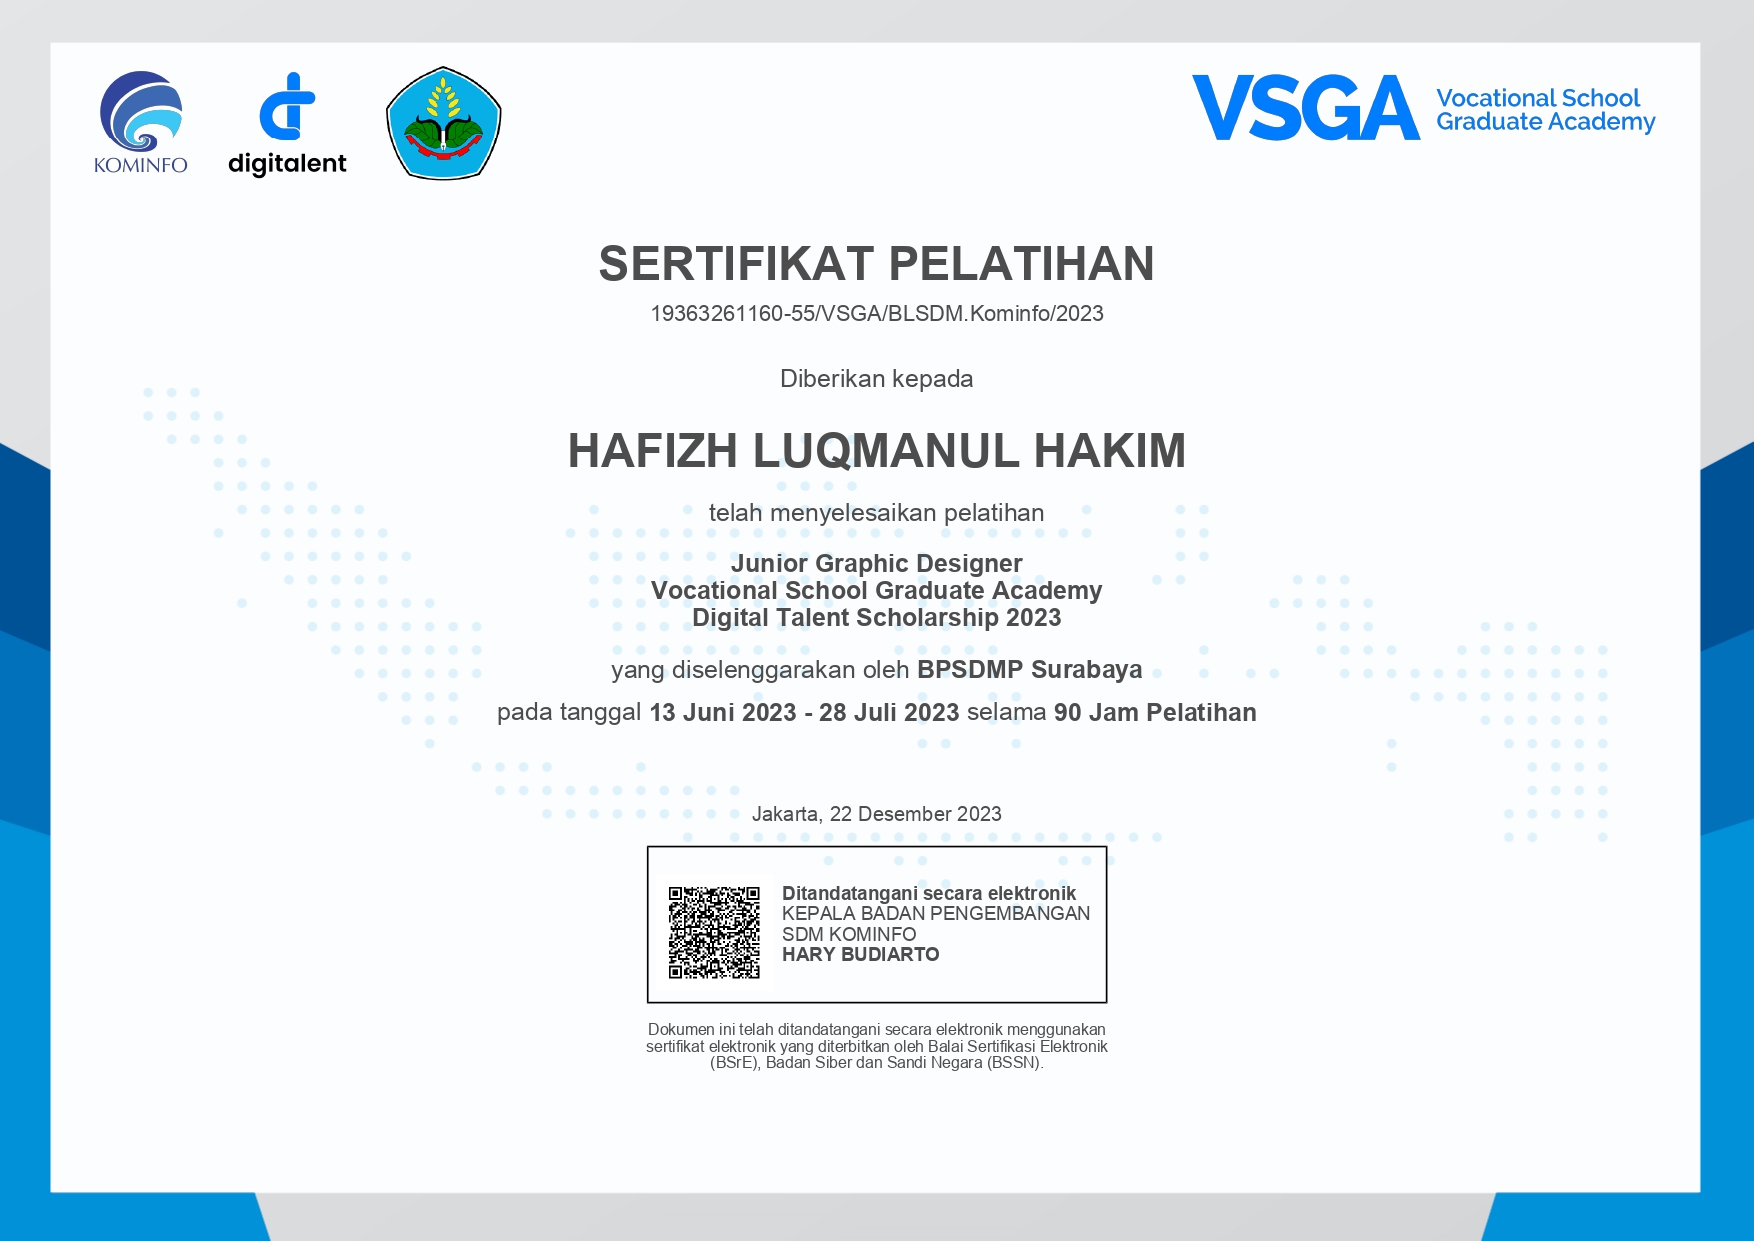 KOMINFO
digitalent
VSGA
Vocational School
Graduate Academy
SERTIFIKAT PELATIHAN
19363261160-55/VSGA/BLSDM.Kominfo/2023
Diberikan kepada
HAFIZH LUQMANUL HAKIM
telah menyelesaikan pelatihan
Junior Graphic Designer
Vocational School Graduate Academy
Digital Talent Scholarship 2023
yang diselenggarakan oleh BPSDMP Surabaya
pada tanggal 13 Juni 2023 - 28 Juli 2023 selama 90 Jam Pelatihan
Jakarta, 22 Desember 2023
Ditandatangani secara elektronik
KEPALA BADAN PENGEMBANGAN
SDM KOMINFO
HARY BUDIARTO
Dokumen ini telah ditandatangani secara elektronik menggunakan
sertifikat elektronik yang diterbitkan oleh Balai Sertifikasi Elektronik
(BSrE), Badan Siber dan Sandi Negara (BSSN).